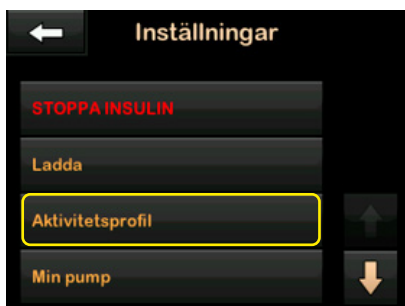 Inställningar
STOPPA INSULIN
Ladda
Aktivitetsprofil
Min pump